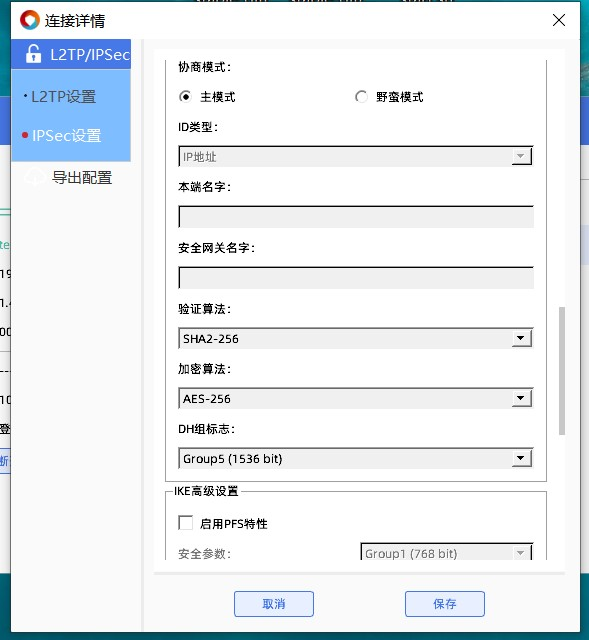 连接详情
L2TP/IPSec
L2TP设置
IPSec设置
导出配置
协商模式：
主模式
野蛮模式
ID类型：
IP地址
本端名字：
安全网关名字：
验证算法：
SHA2-256
加密算法：
AES-256
DH组标志：
Group5 (1536 bit)
IKE高级设置
启用PFS特性
安全参数：
Group1 (768 bit)
取消
保存